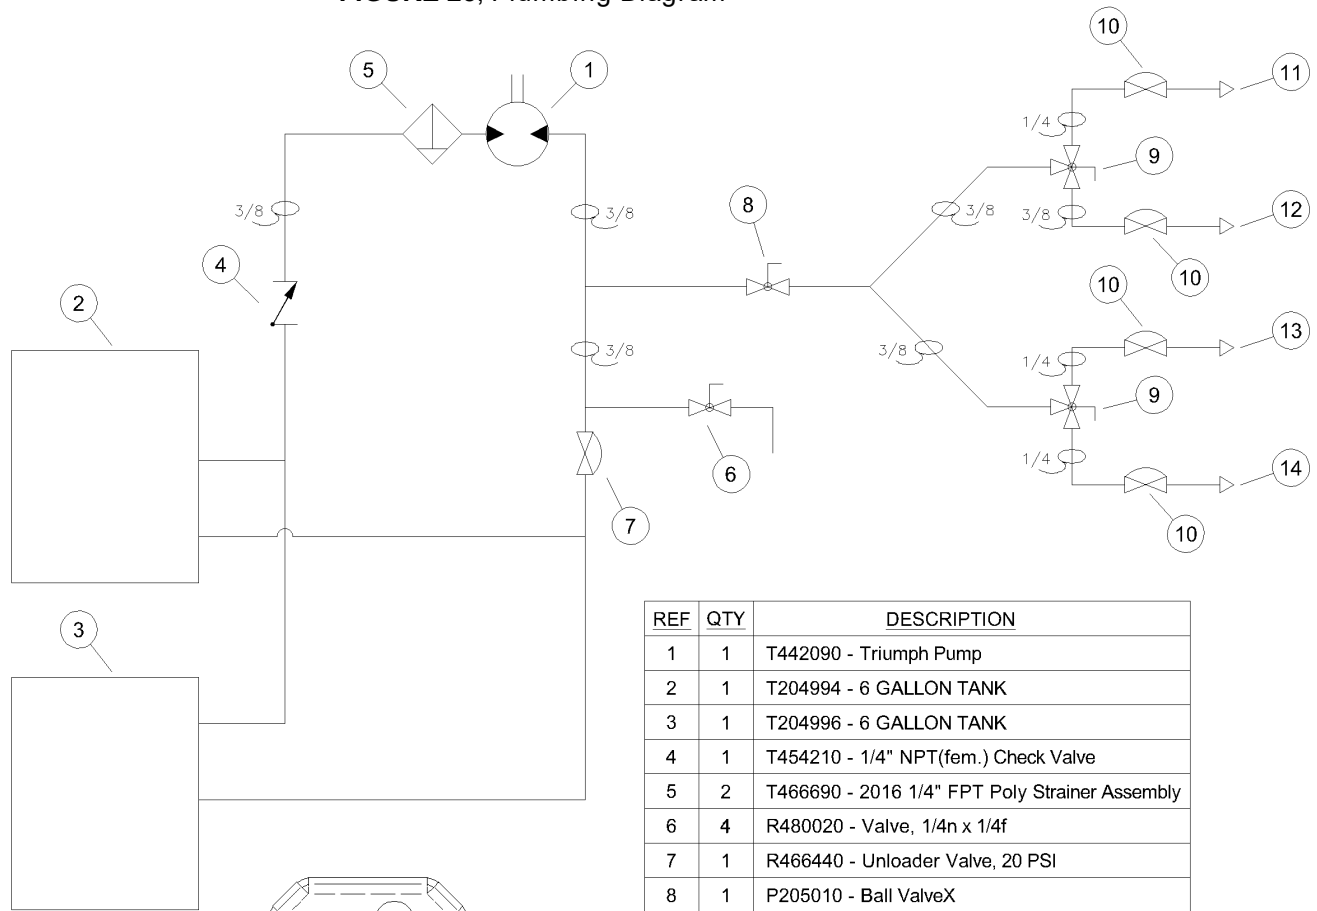 FIGURE 23, Plumbing Diagram
10
5
1
11
1/4
9
8
3/8
3/8
3/8
3/8
12
4
10
10
2
13
3/8
3/8
1/4
9
1/4
6
14
7
10
3
REF QTY DESCRIPTION
1 1 T442090 - Triumph Pump
2 1 T204994 - 6 GALLON TANK
3 1 T204996 - 6 GALLON TANK
4 1 T454210 - 1/4" NPT(fem.) Check Valve
5 2 T466690 - 2016 1/4" FPT Poly Strainer Assembly
6 4 R480020 - Valve, 1/4n x 1/4f
7 1 R466440 - Unloader Valve, 20 PSI
8 1 P205010 - Ball ValveX